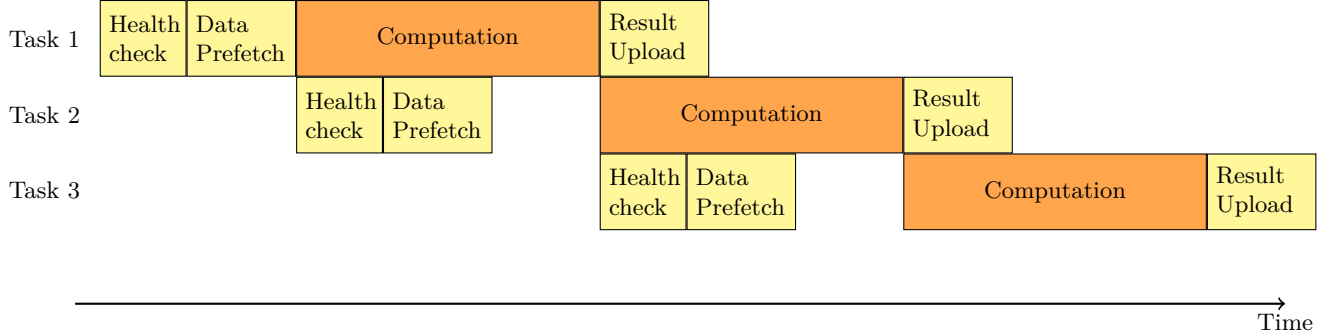 Task 1
Health
check
Data
Prefetch
Computation
Result
Upload
Task 2
Health
check
Data
Prefetch
Computation
Result
Upload
Task 3
Health
check
Data
Prefetch
Computation
Result
Upload
Time